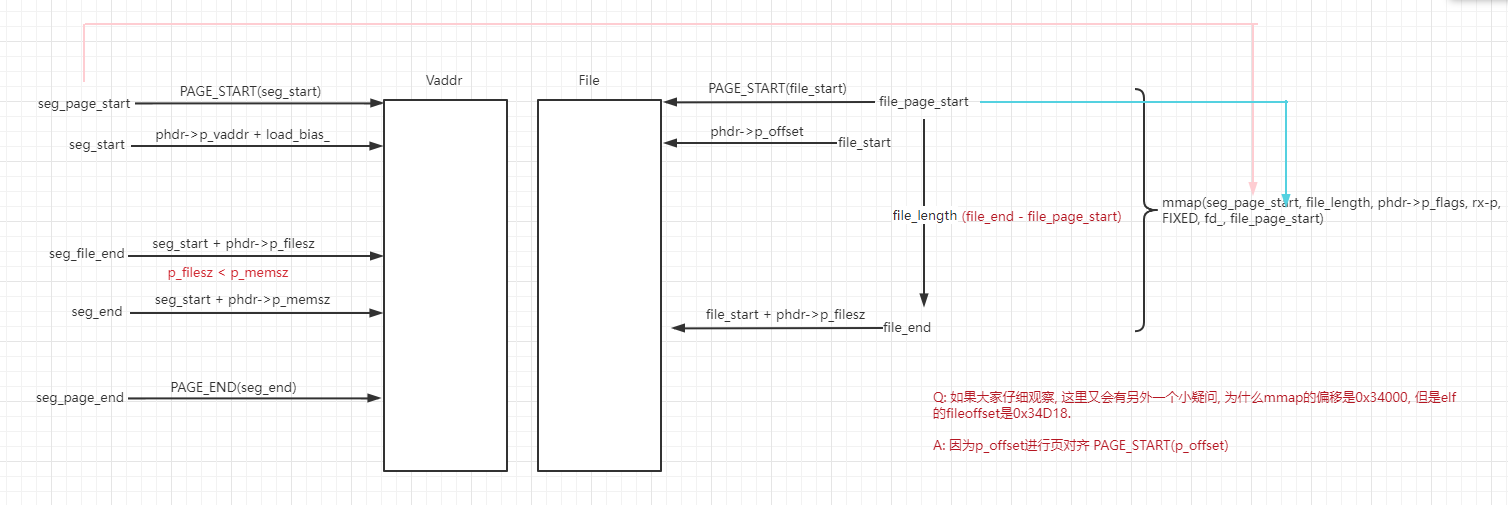 Vaddr
File
seg_page_start
PAGE_START(seg_start)
seg_start
phdr->p_vaddr + load_bias_
seg_file_end
seg_start + phdr->p_filesz
p_filesz < p_memsz
seg_end
seg_start + phdr->p_memsz
seg_page_end
PAGE_END(seg_end)
PAGE_START(file_start)
file_page_start
phdr->p_offset
file_start
file_length (file_end - file_page_start)
file_start + phdr->p_filesz
file_end
mmap(seg_page_start, file_length, phdr->p_flags, rx-p,
FIXED, fd_, file_page_start)
Q: 如果大家仔细观察, 这里又会有另外一个小疑问, 为什么mmap的偏移是0x34000, 但是elf
的fileoffset是0x34D18.
A: 因为p_offset进行页对齐 PAGE_START(p_offset)